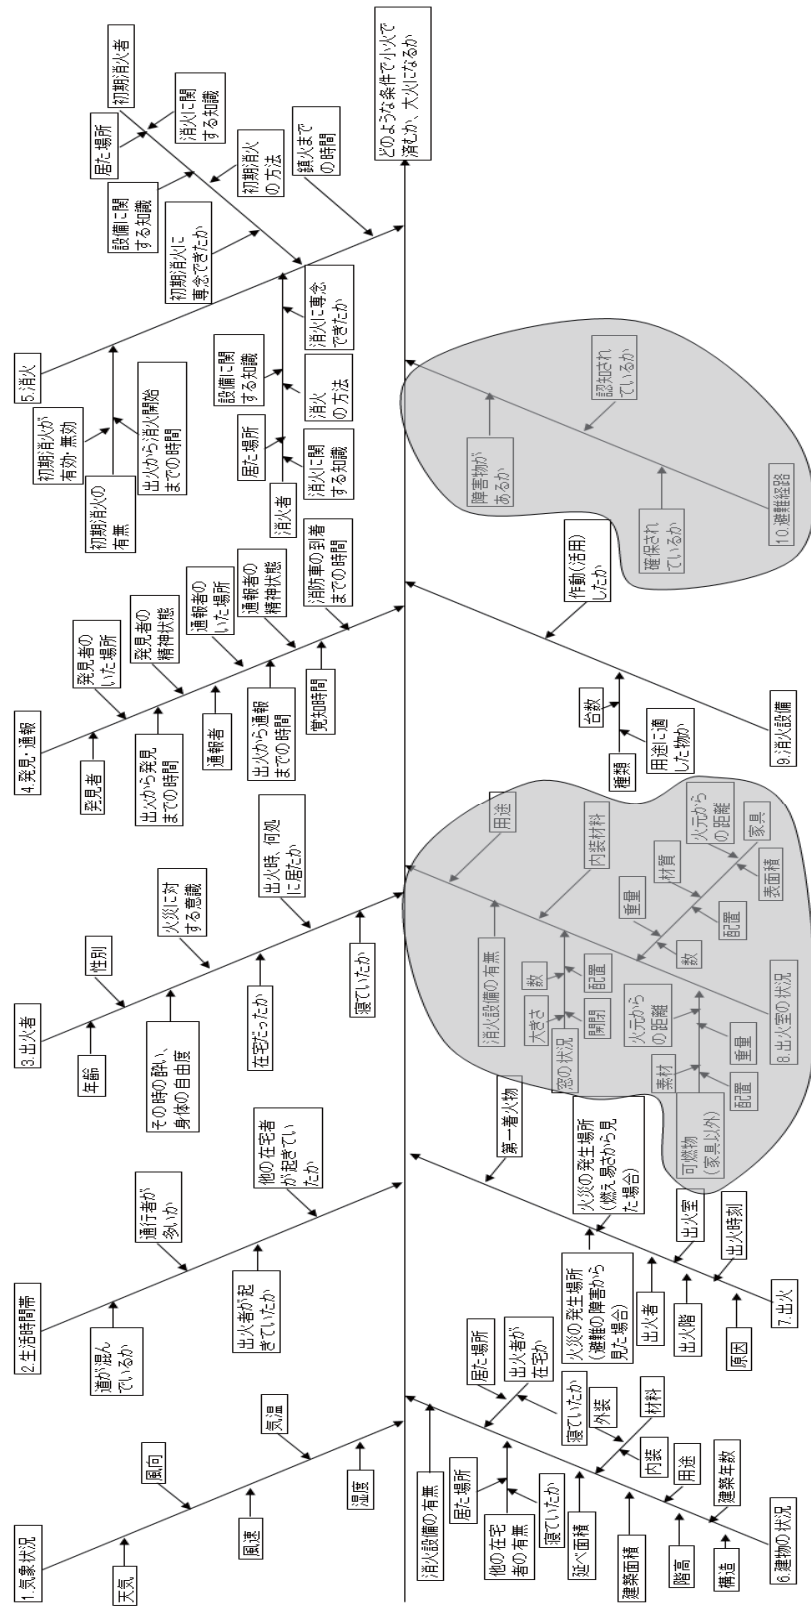 1.気象状況
天気
風向
風速
気温
湿度
2.生活時間帯
道が混ん
でいるか
通行者が
多いか
出火者が起
きていたか
他の在宅者
が起きてい
たか
3.出火者
年齢
性別
その時の酔い、
身体の自由度
火災に対
する意識
在宅だったか
出火時、何処
に居たか
寝ていたか
4.発見・通報
発見者
発見者の
いた場所
出火から発見
までの時間
発見者の
精神状態
通報者
通報者の
いた場所
出火から通報
までの時間
通報者の
精神状態
覚知時間
消防車の到着
までの時間
5.消火
初期消火が
有効・無効
初期消火の
有無
出火から消火開始
までの時間
消火者
居た場所
消火に関
する知識
設備に関
する知識
消火
の方法
消火に専念
できたか
初期消火者
居た場所
消火に関
する知識
設備に関
する知識
初期消火
の方法
初期消火に
専念できたか
鎮火まで
の時間
どのような条件で小火で
済むか、大火になるか
消火設備の有無
居た場所
出火者が
在宅か
寝ていたか
居た場所
他の在宅
者の有無
寝ていたか
延べ面積
外装
材料
内装
建築面積
用途
階高
建築年数
構造
6.建物の状況
第一着火物
火災の発生場所
(燃え易さから見
た場合)
火災の発生場所
(避難の障害から
見た場合)
出火者
出火室
出火階
出火時刻
原因
7.出火
用途
消火設備の有無
内装材料
数
大きさ
配置
開閉
窓の状況
重量
材質
火元から
の距離
家具
数
配置
表面積
火元から
の距離
素材
重量
配置
可燃物
(家具以外)
8.出火室の状況
作動(活用)
したか
台数
種類
用途に適
した物か
9.消火設備
障害物が
あるか
認知され
ているか
確保され
ているか
10.避難経路